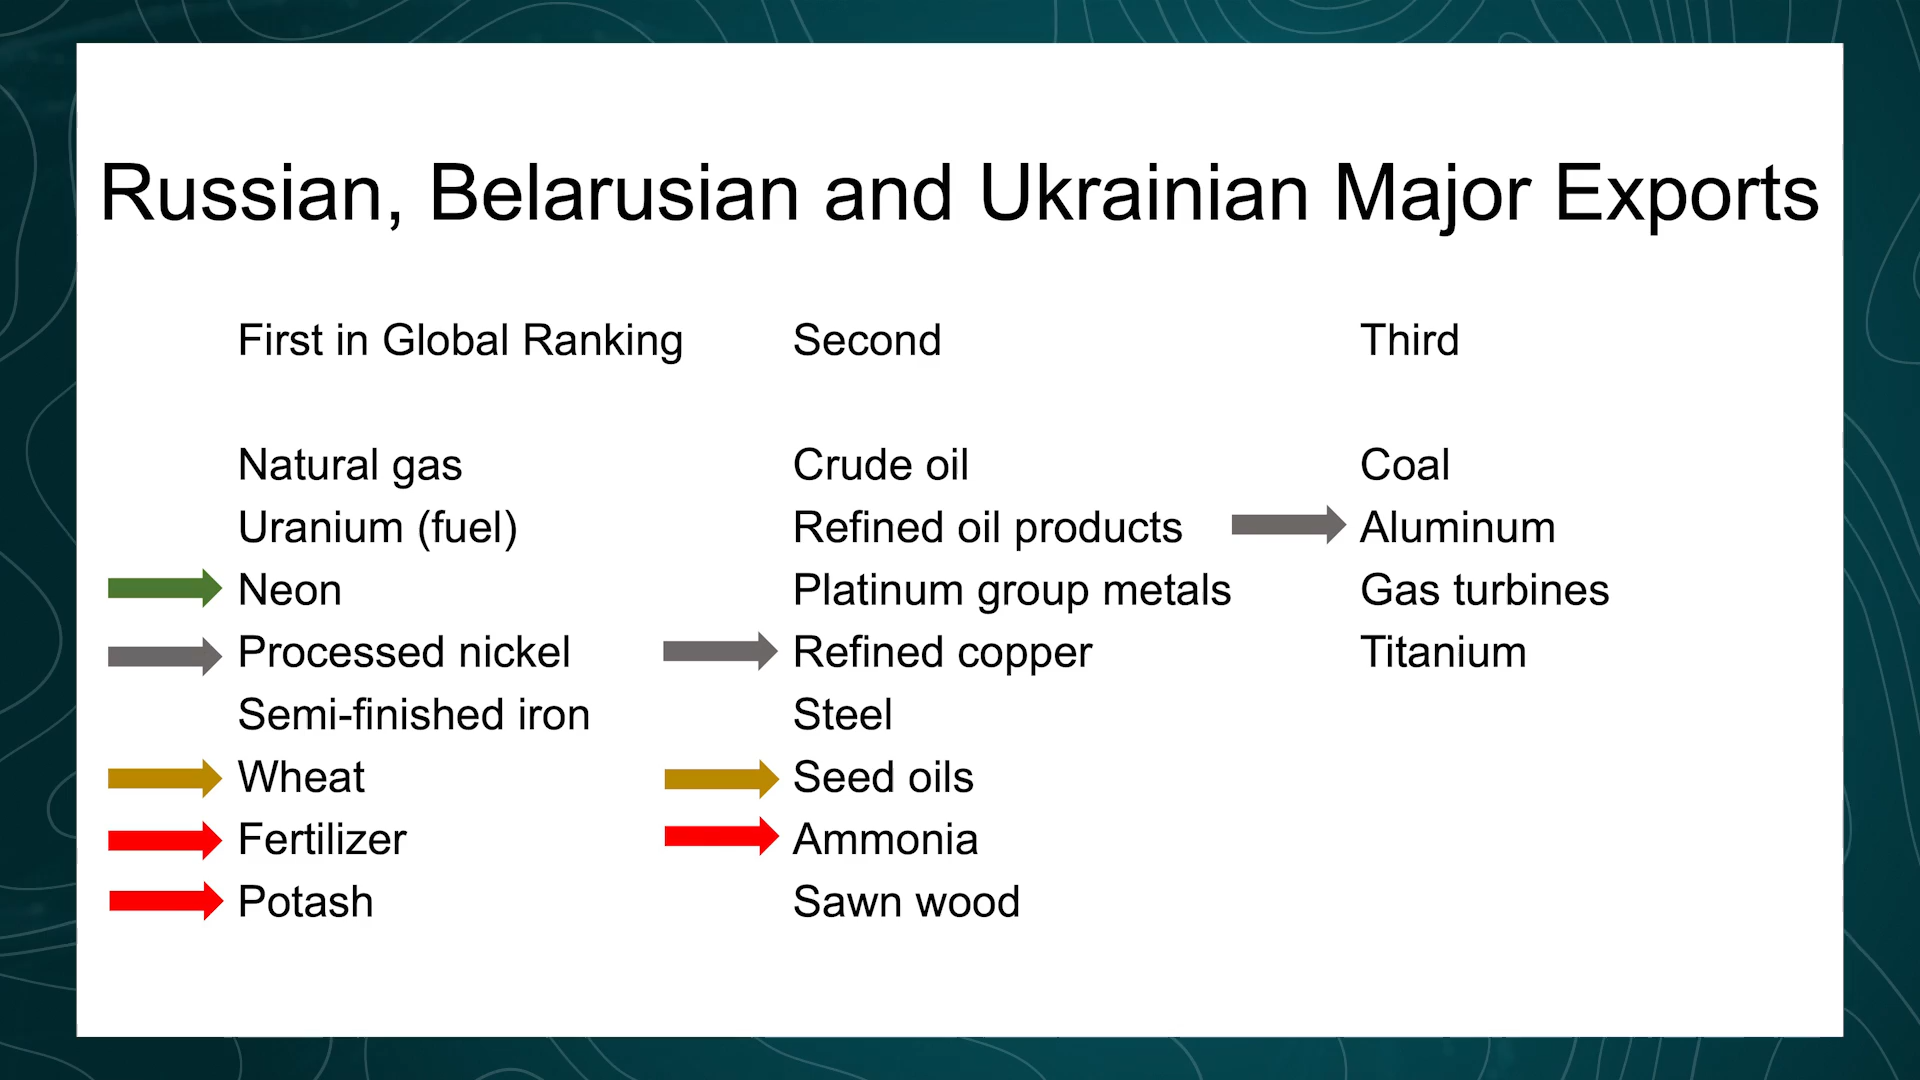 Russian, Belarusian and Ukrainian Major Exports
First in Global Ranking
Natural gas
Uranium (fuel)
Neon
Processed nickel
Semi-finished iron
Wheat
Fertilizer
Potash
Second
Crude oil
Refined oil products
Platinum group metals
Refined copper
Steel
Seed oils
Ammonia
Sawn wood
Third
Coal
Aluminum
Gas turbines
Titanium